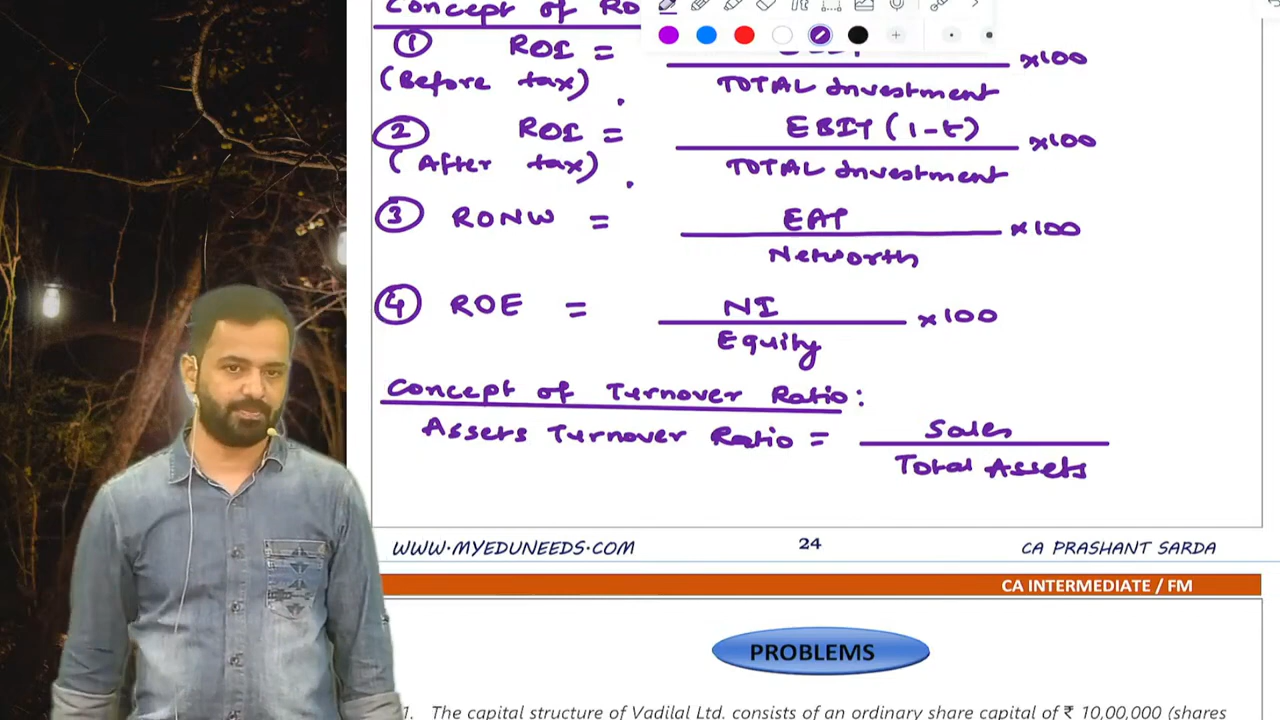 Concept of Ro
① ROI = ――― ×100
(Before tax) TOTAL Investment
② ROI = EBIT (1-t) ×100
(After tax) TOTAL Investment
③ RONW = EAT ×100
Networth
④ ROE = NI ×100
Equity
Concept of Turnover Ratio:
Assets Turnover Ratio = Sales
Total Assets
WWW.MYEDUNEEDS.COM 24 CA PRASHANT SARDA
CA INTERMEDIATE / FM
PROBLEMS
1. The capital structure of Vadilal Ltd. consists of an ordinary share capital of ₹ 10,00,000 (shares